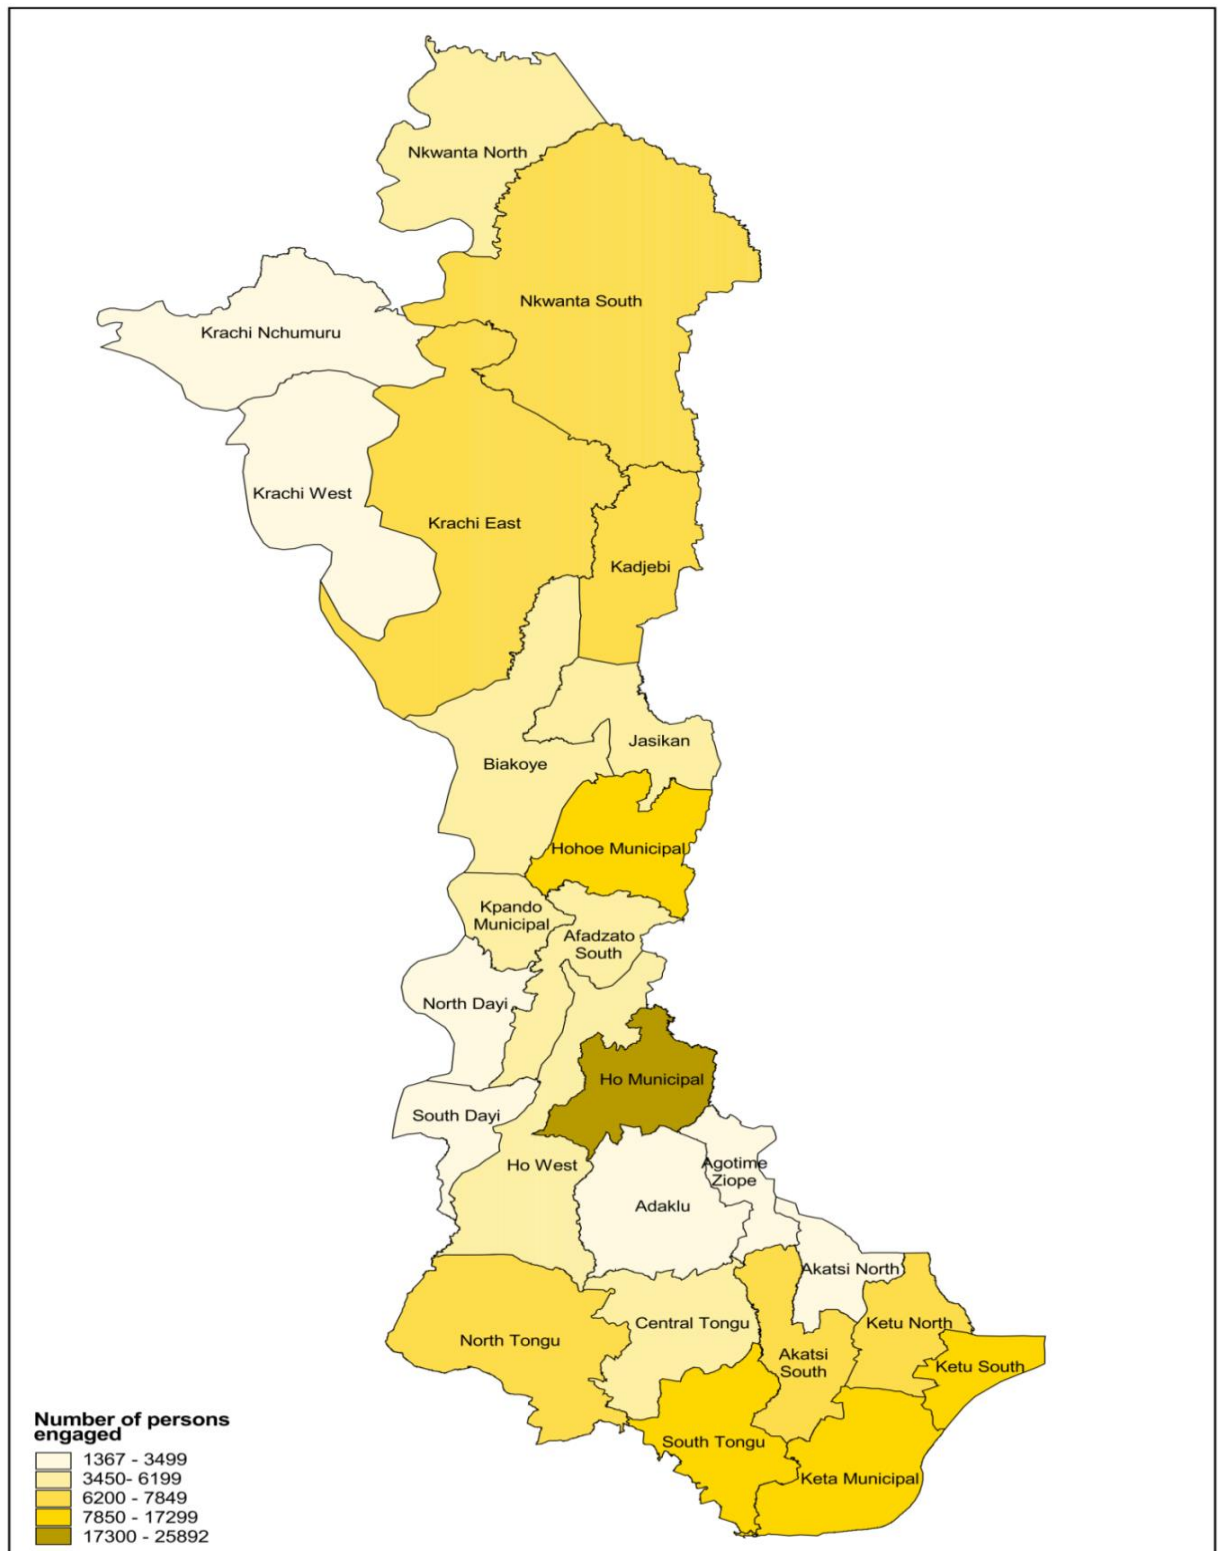 Nkwanta North
Nkwanta South
Krachi Nchumuru
Krachi West
Krachi East
Kadjebi
Jasikan
Biakoye
Hohoe Municipal
Kpando
Municipal
Afadzato
South
North Dayi
Ho Municipal
South Dayi
Ho West
Agotime
Ziope
Adaklu
Akatsi North
Central Tongu
Ketu North
North Tongu
Akatsi
South
Ketu South
South Tongu
Keta Municipal
Number of persons
engaged
1367 - 3499
3450- 6199
6200 - 7849
7850 - 17299
17300 - 25892